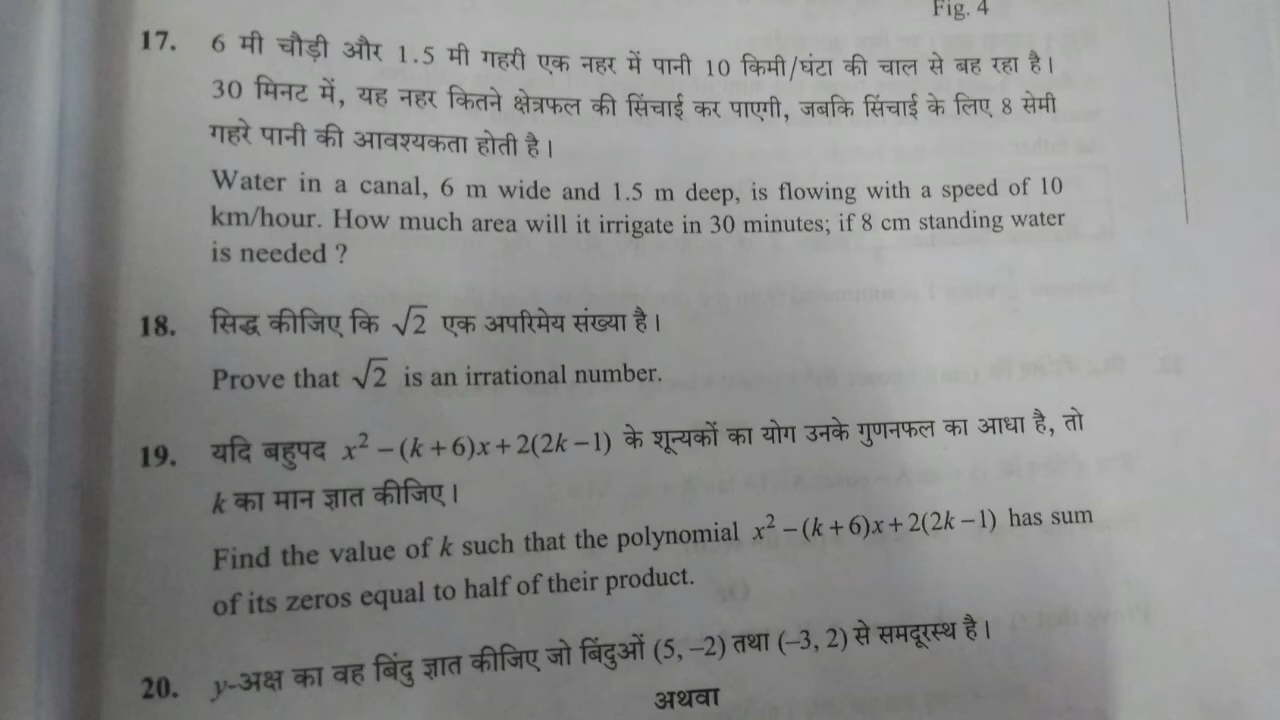 Fig. 4
17. 6 मी चौड़ी और 1.5 मी गहरी एक नहर में पानी 10 किमी/घंटा की चाल से बह रहा है।
30 मिनट में, यह नहर कितने क्षेत्रफल की सिंचाई कर पाएगी, जबकि सिंचाई के लिए 8 सेमी
गहरे पानी की आवश्यकता होती है।
Water in a canal, 6 m wide and 1.5 m deep, is flowing with a speed of 10
km/hour. How much area will it irrigate in 30 minutes; if 8 cm standing water
is needed ?
18. सिद्ध कीजिए कि √2 एक अपरिमेय संख्या है।
Prove that √2 is an irrational number.
19. यदि बहुपद x² – (k + 6)x + 2(2k – 1) के शून्यकों का योग उनके गुणनफल का आधा है, तो
k का मान ज्ञात कीजिए।
Find the value of k such that the polynomial x² – (k + 6)x + 2(2k – 1) has sum
of its zeros equal to half of their product.
20. y-अक्ष का वह बिंदु ज्ञात कीजिए जो बिंदुओं (5, –2) तथा (–3, 2) से समदूरस्थ है।
अथवा